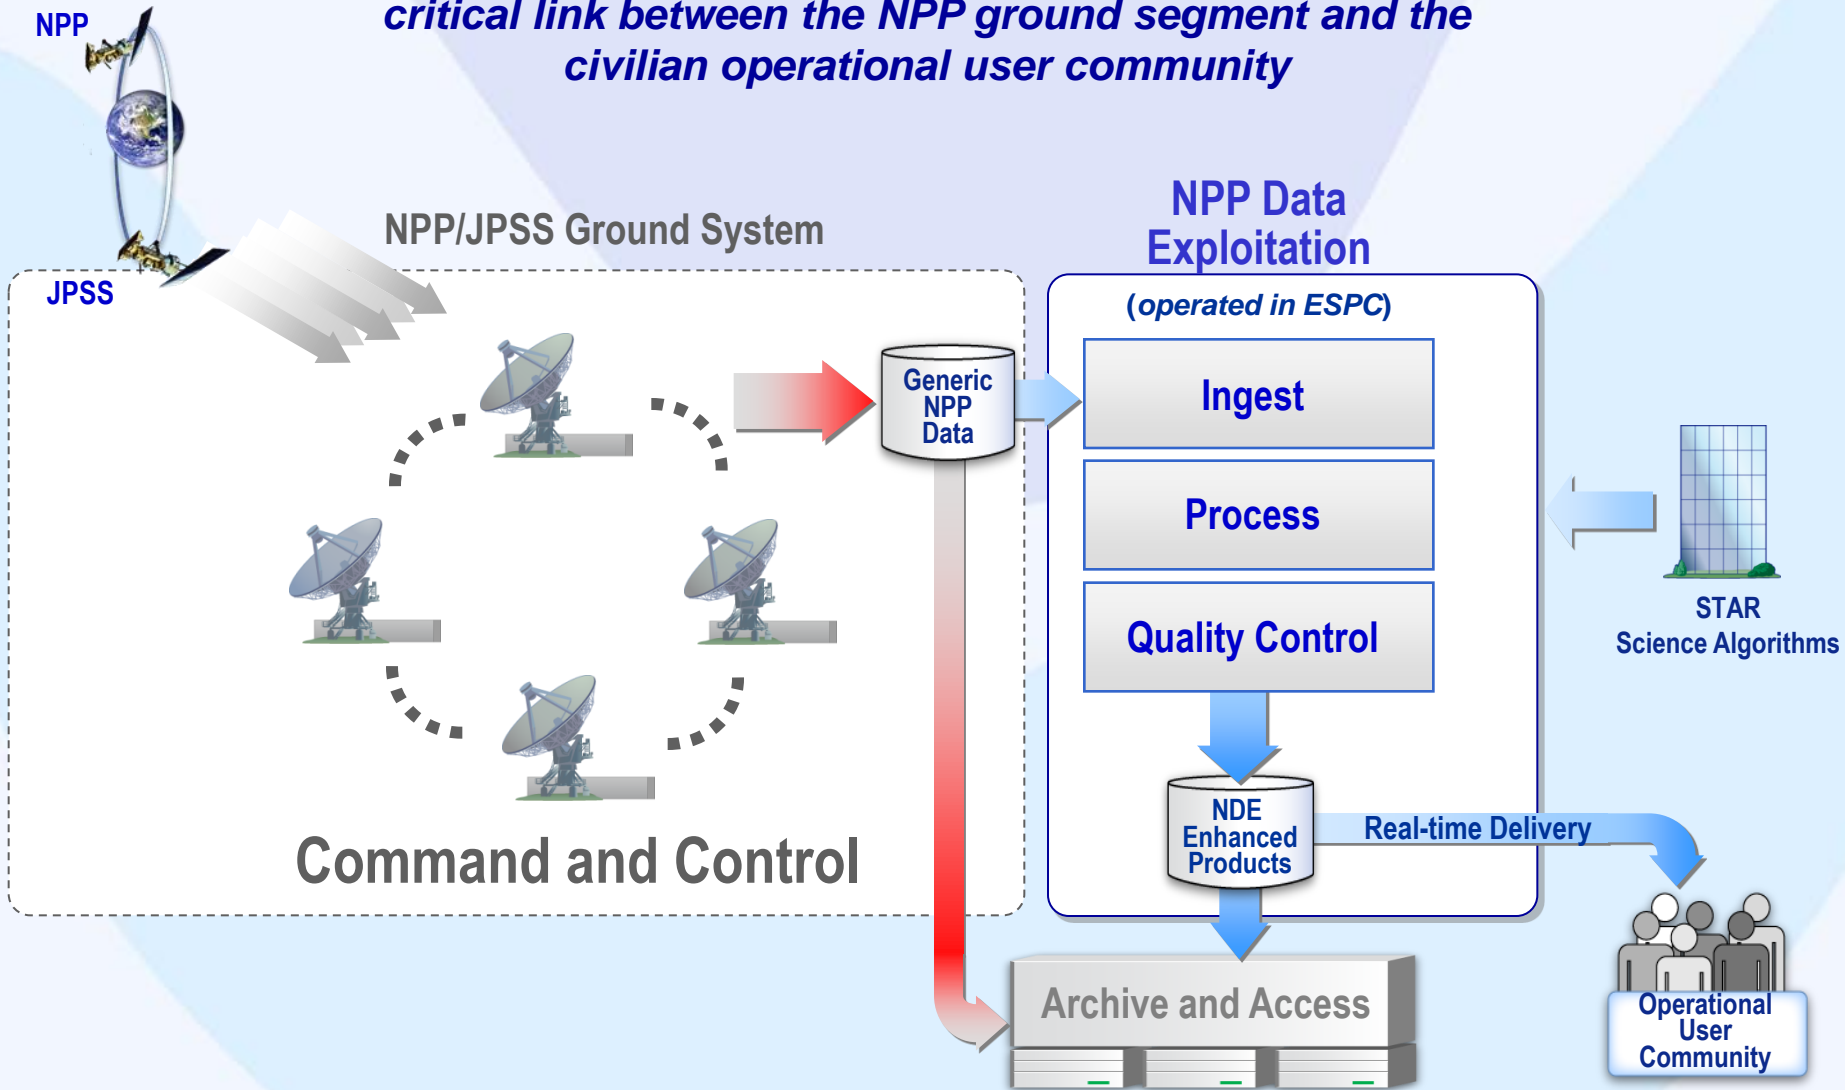 critical link between the NPP ground segment and the
civilian operational user community
NPP
JPSS
NPP/JPSS Ground System
NPP Data
Exploitation
(operated in ESPC)
Generic
NPP
Data
Ingest
Process
Quality Control
STAR
Science Algorithms
Command and Control
NDE
Enhanced
Products
Real-time Delivery
Archive and Access
Operational
User
Community